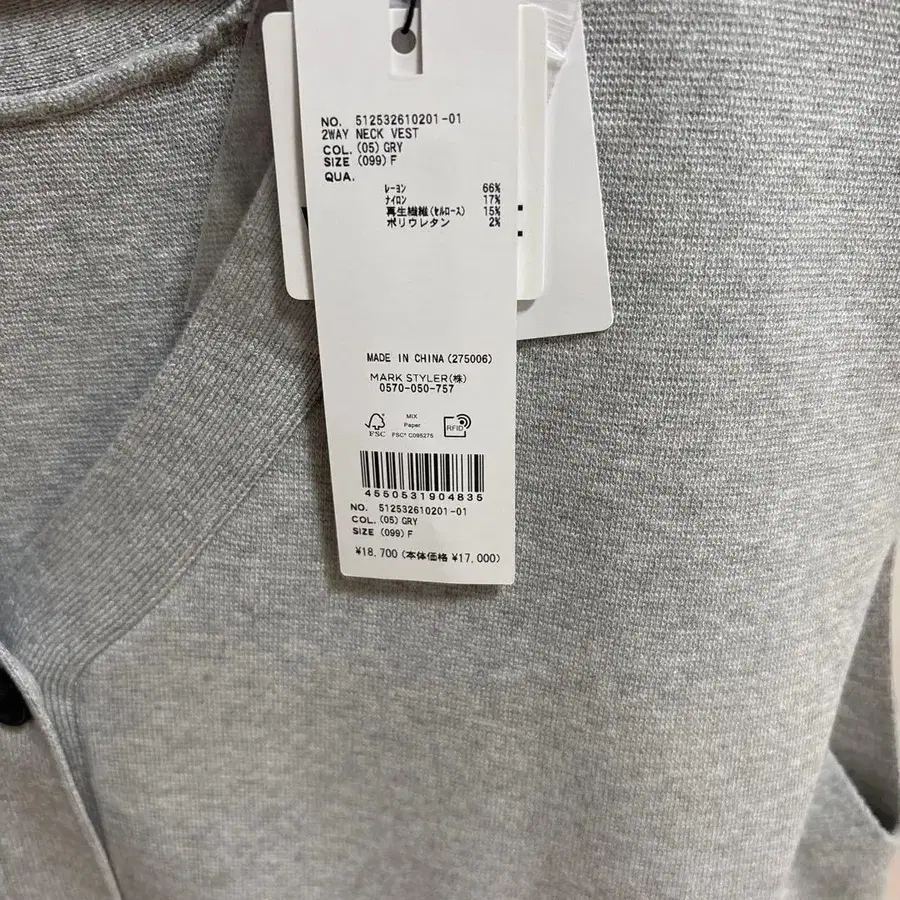 NO. 512532610201-01
2WAY NECK VEST
COL. (05) GRY
SIZE (099) F
QUA.
レーヨン 66%
ナイロン 17%
再生繊維(セルロース) 15%
ポリウレタン 2%
MADE IN CHINA (275006)
MARK STYLER(株)
0570-050-757
FSC
MIX
Paper
FSC® C095275
RFID
4550531904835
NO. 512532610201-01
COL. (05) GRY
SIZE (099) F
¥18,700 (本体価格 ¥17,000)